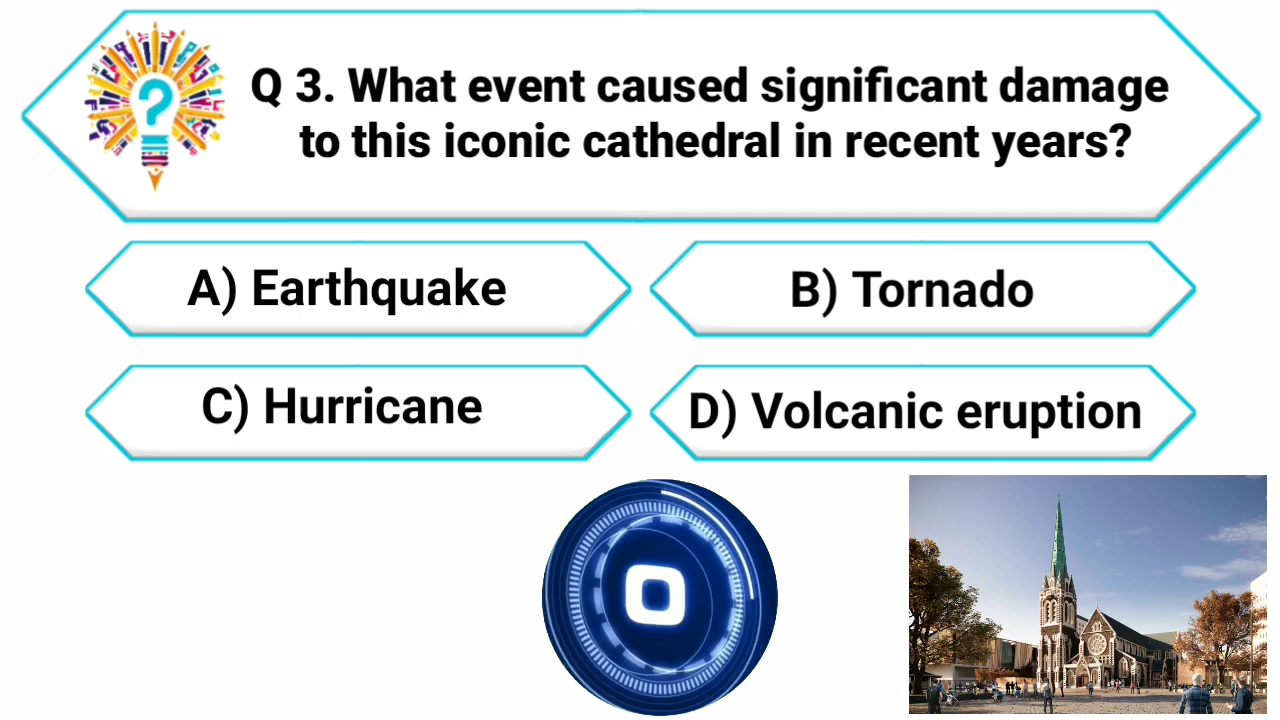 Q 3. What event caused significant damage
to this iconic cathedral in recent years?
A) Earthquake
B) Tornado
C) Hurricane
D) Volcanic eruption
0